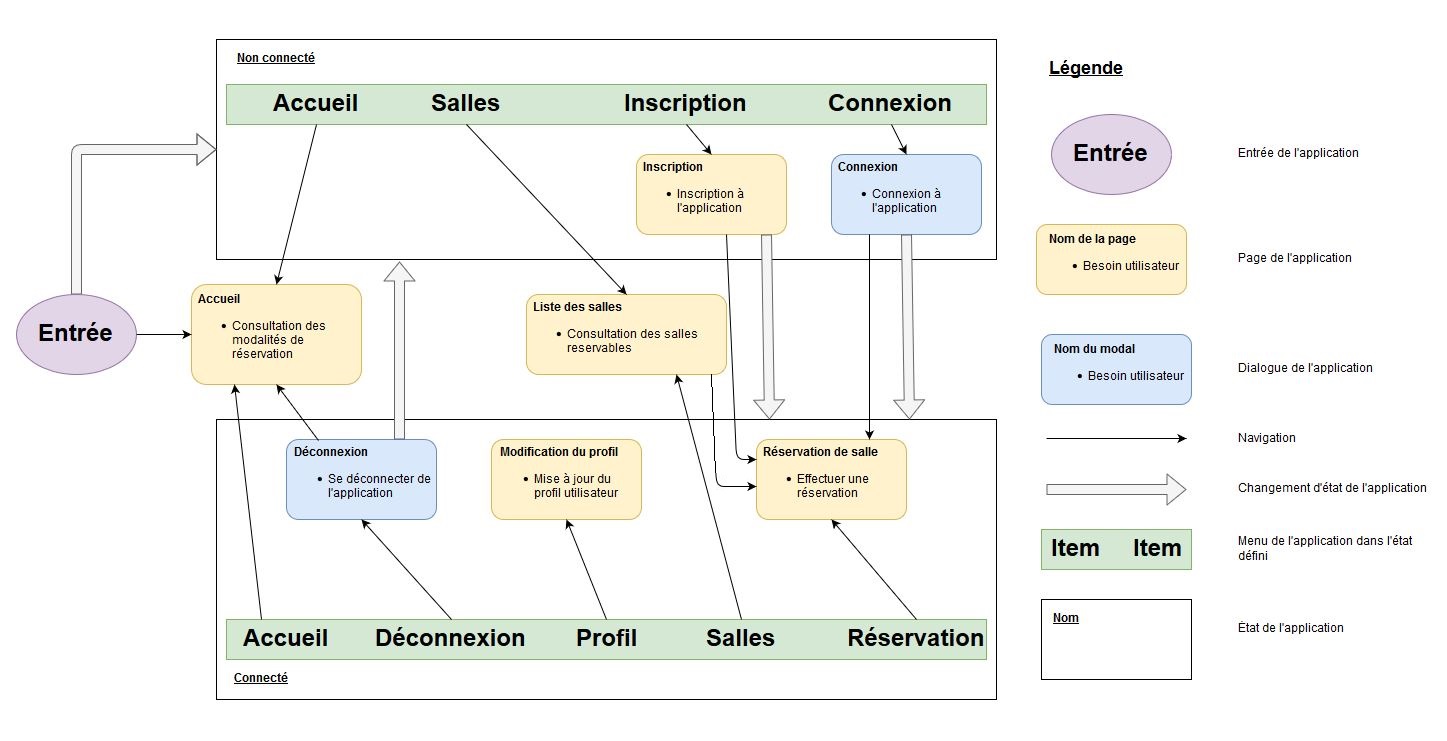 Non connecté
Accueil Salles Inscription Connexion
Inscription
• Inscription à
l'application
Connexion
• Connexion à
l'application
Entrée
Accueil
• Consultation des
modalités de
réservation
Liste des salles
• Consultation des salles
reservables
Déconnexion
• Se déconnecter de
l'application
Modification du profil
• Mise à jour du
profil utilisateur
Réservation de salle
• Effectuer une
réservation
Accueil Déconnexion Profil Salles Réservation
Connecté
Légende
Entrée
Entrée de l'application
Nom de la page
• Besoin utilisateur
Page de l'application
Nom du modal
• Besoin utilisateur
Dialogue de l'application
Navigation
Changement d'état de l'application
Item Item
Menu de l'application dans l'état
défini
Nom
État de l'application